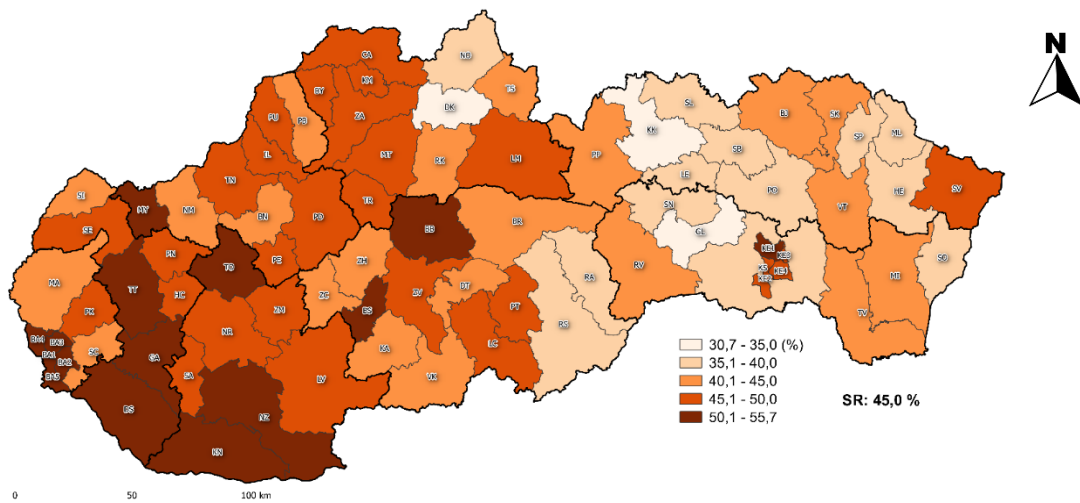 N
CA
NB
KM
TS
BY
DK
SL
PU
PB
ZA
KK
BJ
SK
SP
ML
IL
MT
RK
LM
PP
SB
LE
TN
PO
HE
SV
SI
MY
NM
BN
PD
TR
BB
BR
SN
GL
VT
SE
PN
TO
PE
ZH
RV
KE1
KE3
SO
MA
TT
HC
ZC
ES
ZV
DT
RA
KS
KE4
KE2
MI
PK
ZM
PT
NR
BA4
BA3
SC
GA
KA
LC
RS
TV
BA1
BA2
BA5
SA
LV
VK
DS
NZ
KN
30,7 - 35,0 (%)
35,1 - 40,0
40,1 - 45,0
45,1 - 50,0
50,1 - 55,7
SR: 45,0 %
0 50 100 km